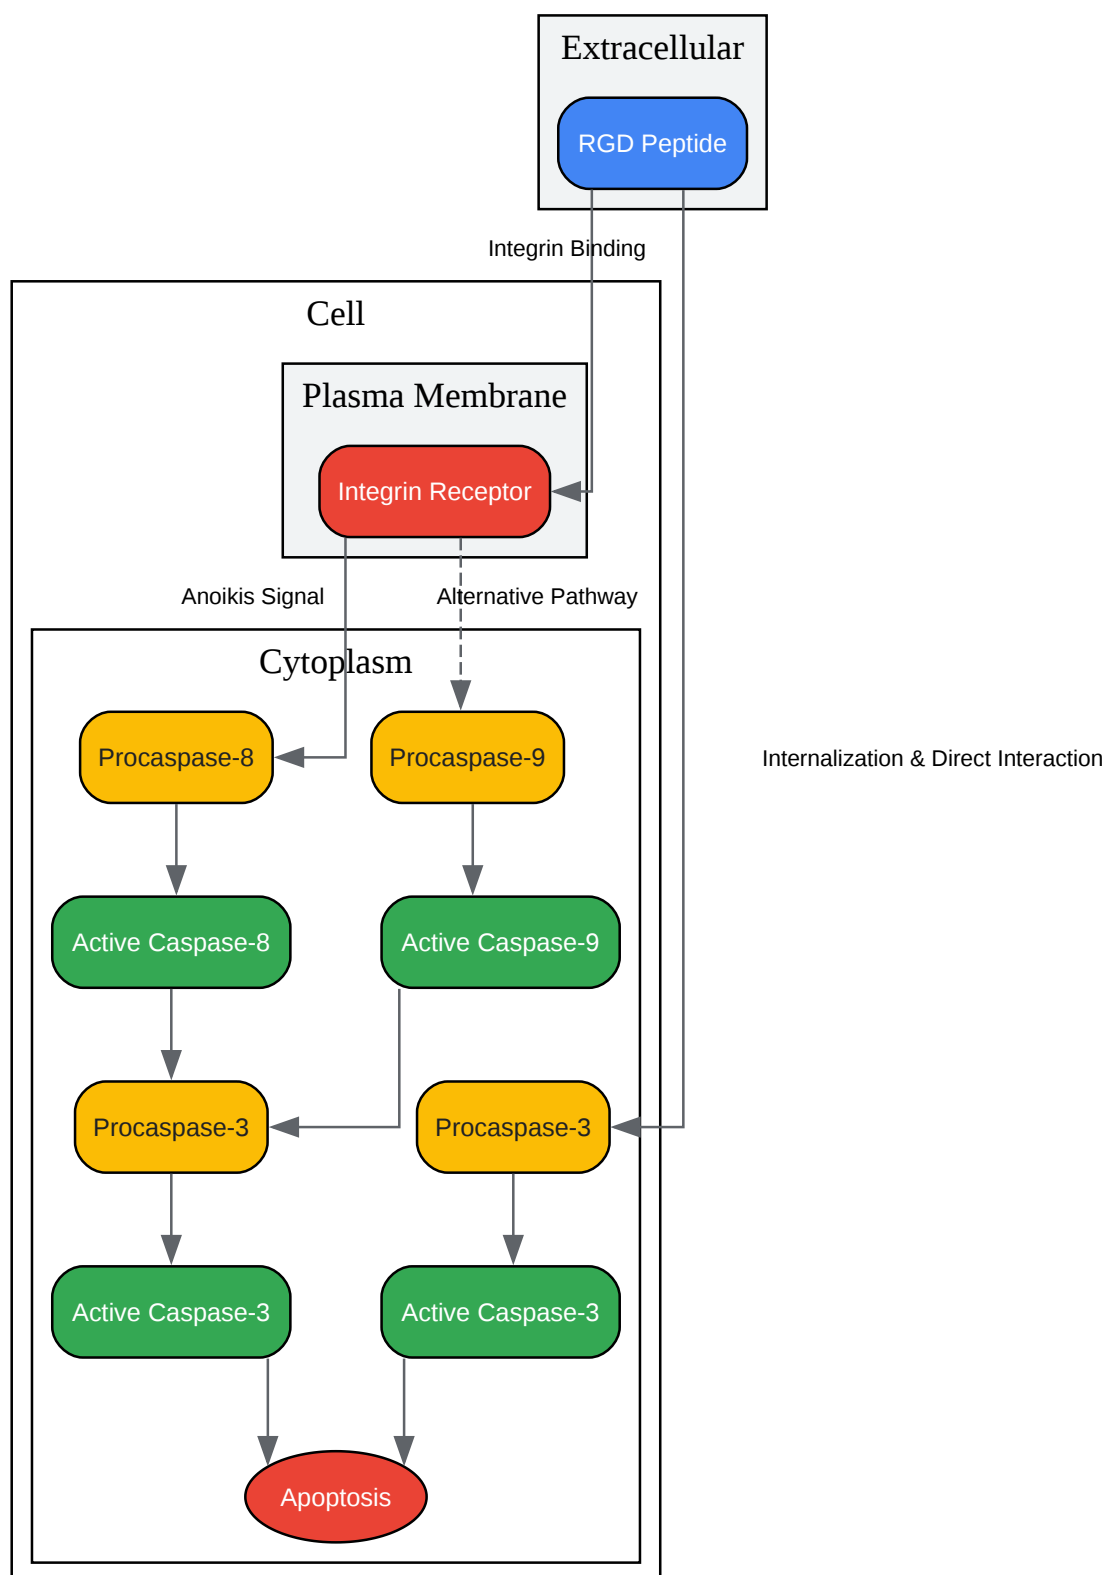 Extracellular
RGD Peptide
Integrin Binding
Cell
Plasma Membrane
Integrin Receptor
Anoikis Signal
Alternative Pathway
Cytoplasm
Procaspase-8
Procaspase-9
Internalization & Direct Interaction
Active Caspase-8
Active Caspase-9
Procaspase-3
Procaspase-3
Active Caspase-3
Active Caspase-3
Apoptosis